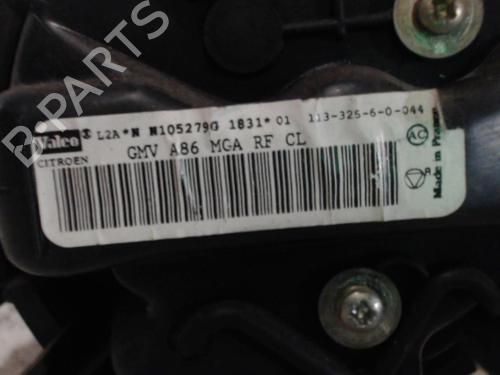 B-PARTS
Valeo® L2A*N N105279G 1831* 01 113-325-6-0-044
CITROEN GMV A86 MGA RF CL
AC
R
Made in France